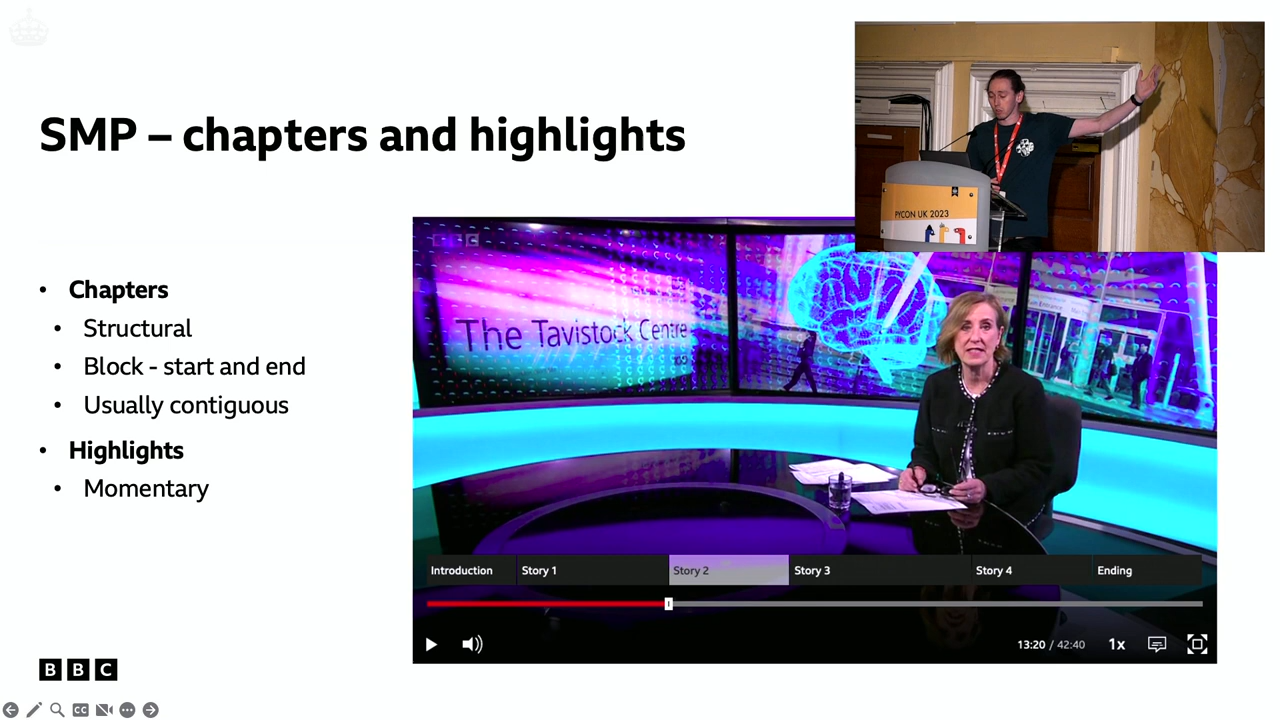 SMP – chapters and highlights
• Chapters
• Structural
• Block - start and end
• Usually contiguous
• Highlights
• Momentary
BBC
PYCON UK 2023
The Tavistock Centre
Introduction
Story 1
Story 2
Story 3
Story 4
Ending
13:20 / 42:40
1x
CC